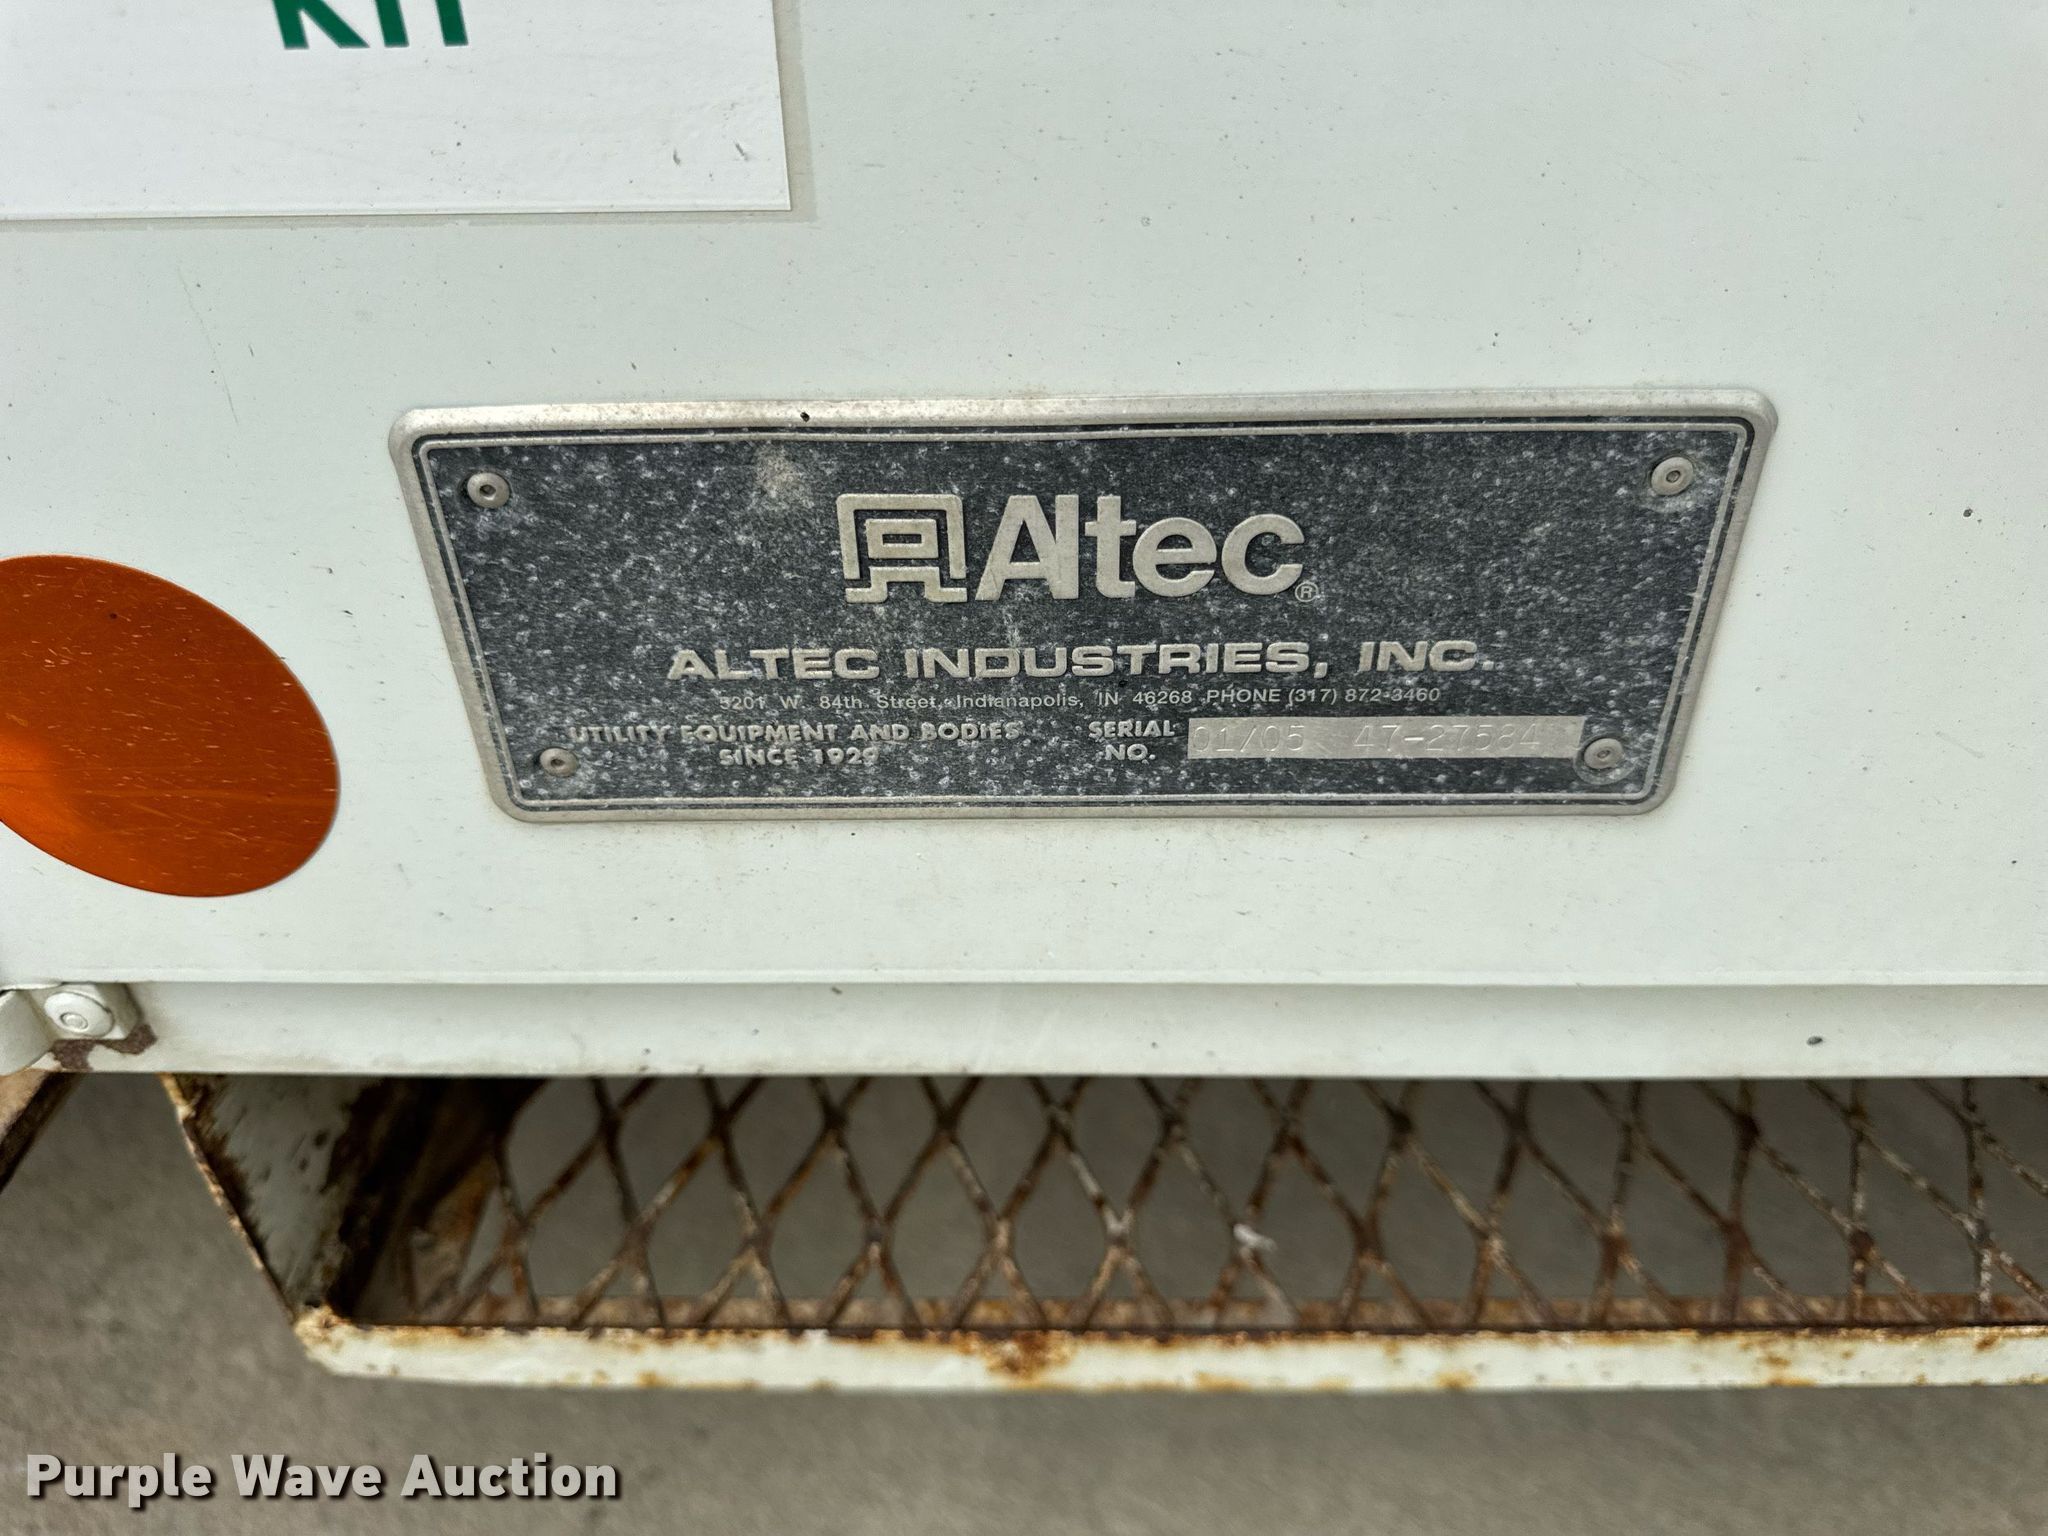 KIT
Altec®
ALTEC INDUSTRIES, INC.
5201 W. 84th. Street, Indianapolis, IN 46268 PHONE (317) 872-3460
UTILITY EQUIPMENT AND BODIES
SINCE 1929
SERIAL
NO.
01/05 47-27584
Purple Wave Auction